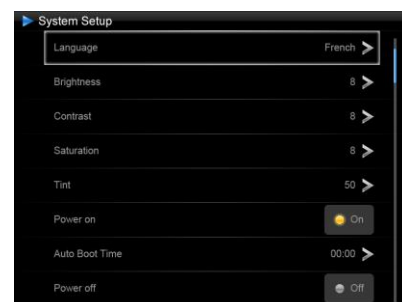 System Setup
Language French
Brightness 8
Contrast 8
Saturation 8
Tint 50
Power on On
Auto Boot Time 00:00
Power off Off